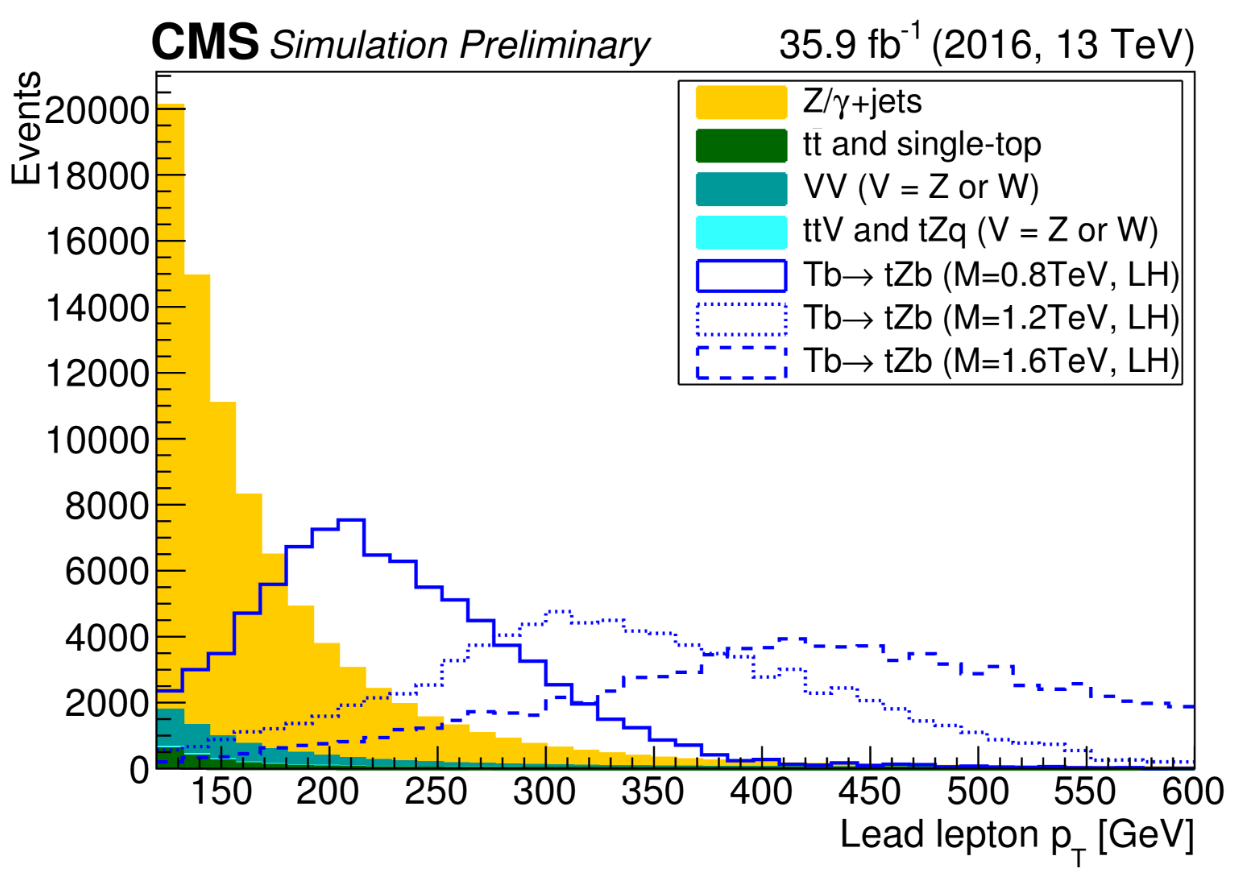 CMS Simulation Preliminary 35.9 fb⁻¹ (2016, 13 TeV)
Events
20000
18000
16000
14000
12000
10000
8000
6000
4000
2000
0
Z/γ+jets
tt̄ and single-top
VV (V = Z or W)
ttV and tZq (V = Z or W)
Tb→ tZb (M=0.8TeV, LH)
Tb→ tZb (M=1.2TeV, LH)
Tb→ tZb (M=1.6TeV, LH)
150 200 250 300 350 400 450 500 550 600
Lead lepton p_T [GeV]